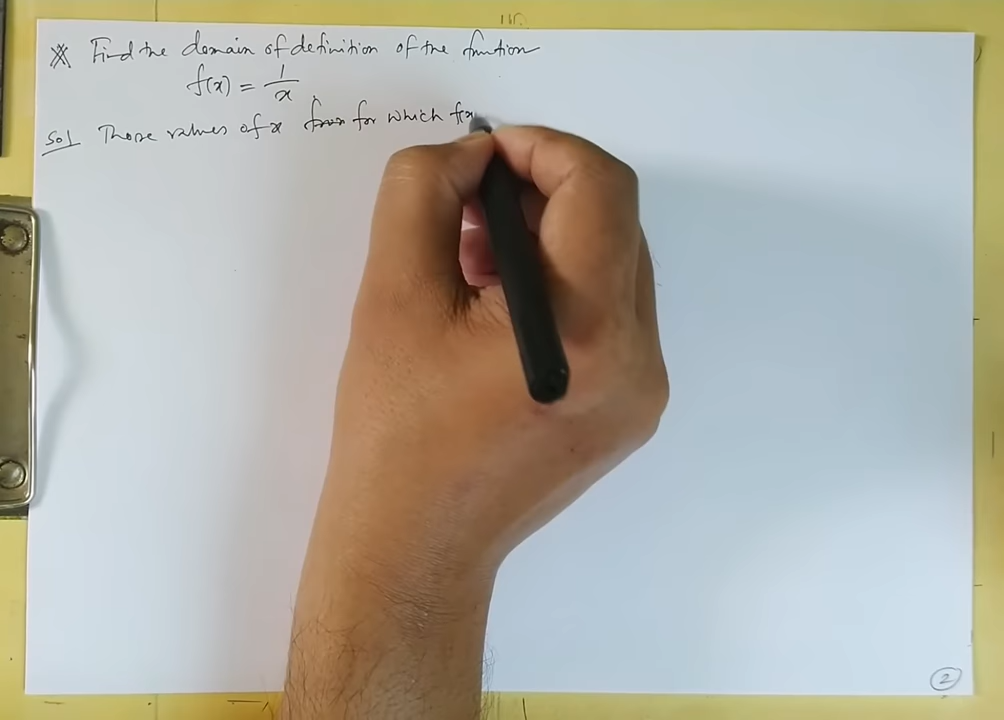 Find the domain of definition of the function
f(x) = 1/x
Sol Those values of x for which f(x
2